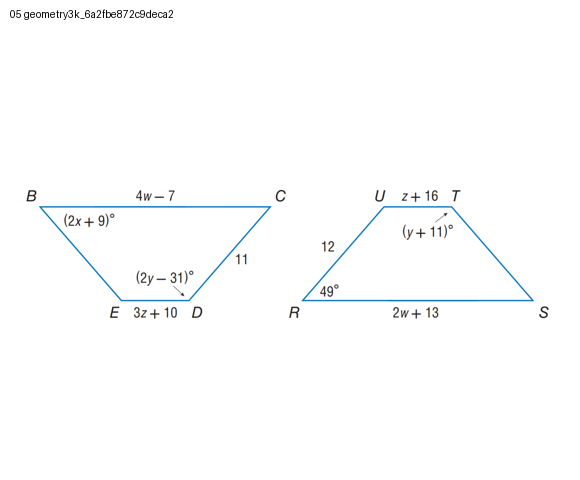 05 geometry3k_6a2fbe872c9deca2
B 4w – 7 C
(2x + 9)°
11
(2y – 31)°
E 3z + 10 D
U z + 16 T
(y + 11)°
12
49°
R 2w + 13 S